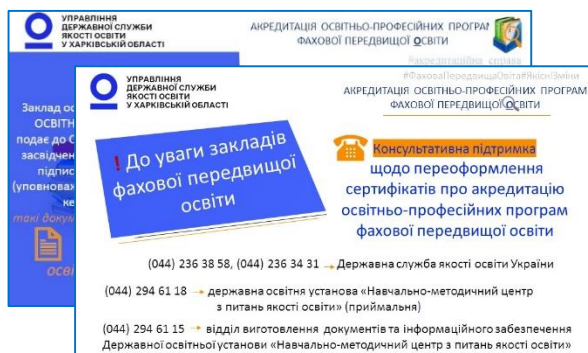 УПРАВЛІННЯ
ДЕРЖАВНОЇ СЛУЖБИ
ЯКОСТІ ОСВІТИ
У ХАРКІВСЬКІЙ ОБЛАСТІ
АКРЕДИТАЦІЯ ОСВІТНЬО-ПРОФЕСІЙНИХ ПРОГРАМ
ФАХОВОЇ ПЕРЕДВИЩОЇ ОСВІТИ
#акредитаційна справа
Заклад
ОСВІТН
подає до
засвідчен
підпис
(уповнова
ке
такі докум
осві
УПРАВЛІННЯ
ДЕРЖАВНОЇ СЛУЖБИ
ЯКОСТІ ОСВІТИ
У ХАРКІВСЬКІЙ ОБЛАСТІ
#ФаховаПередвищаОвіта#ЯкісніЗміни
АКРЕДИТАЦІЯ ОСВІТНЬО-ПРОФЕСІЙНИХ ПРОГРАМ
ФАХОВОЇ ПЕРЕДВИЩОЇ ОСВІТИ
! До уваги закладів
фахової передвищої
освіти
Консультативна підтримка
щодо переоформлення
сертифікатів про акредитацію
освітньо-професійних програм
фахової передвищої освіти
(044) 236 38 58, (044) 236 34 31 → Державна служба якості освіти України
(044) 294 61 18 → державна освітня установа «Навчально-методичний центр
з питань якості освіти» (приймальня)
(044) 294 61 15 → відділ виготовлення документів та інформаційного забезпечення
Державної освітньої установи «Навчально-методичний центр з питань якості освіти»